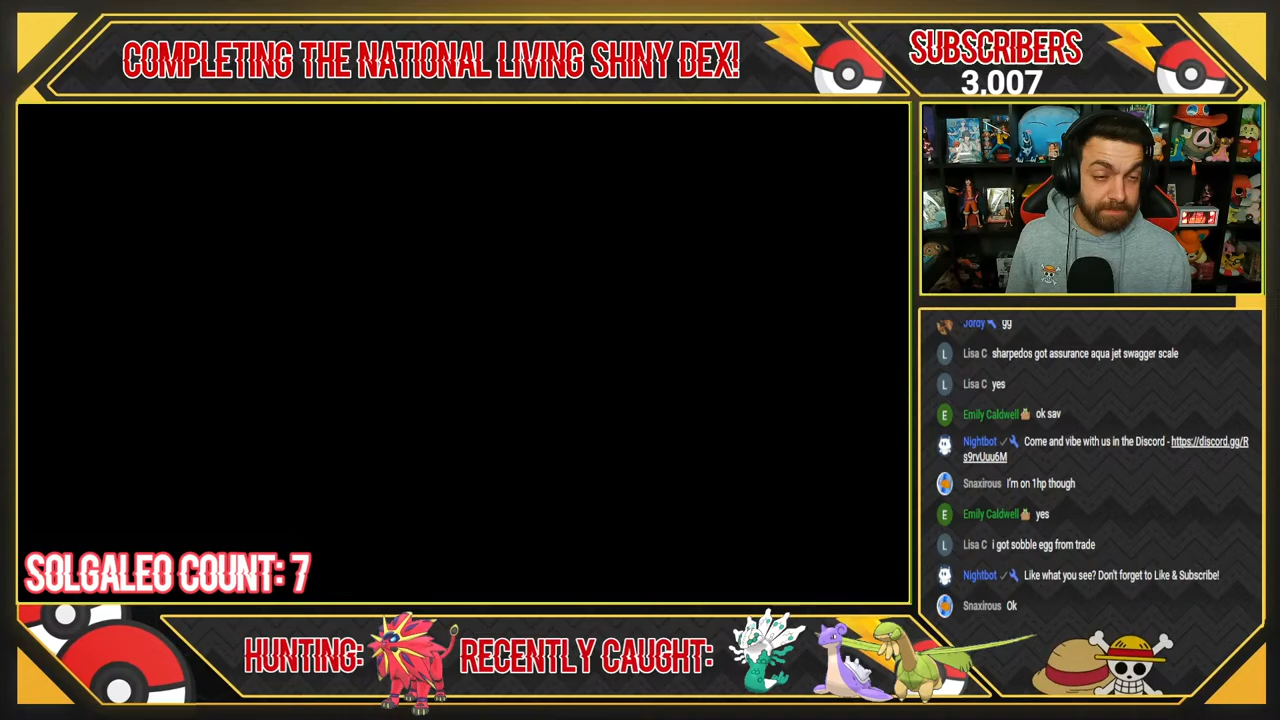 COMPLETING THE NATIONAL LIVING SHINY DEX!
SUBSCRIBERS
3,007
Jordy gg
Lisa C sharpedos got assurance aqua jet swagger scale
Lisa C yes
Emily Caldwell ok sav
Nightbot Come and vibe with us in the Discord - https://discord.gg/R
s9rvUuu6M
Snaxirous I'm on 1hp though
Emily Caldwell yes
Lisa C i got sobble egg from trade
Nightbot Like what you see? Don't forget to Like & Subscribe!
Snaxirous Ok
SOLGALEO COUNT: 7
HUNTING:
RECENTLY CAUGHT: